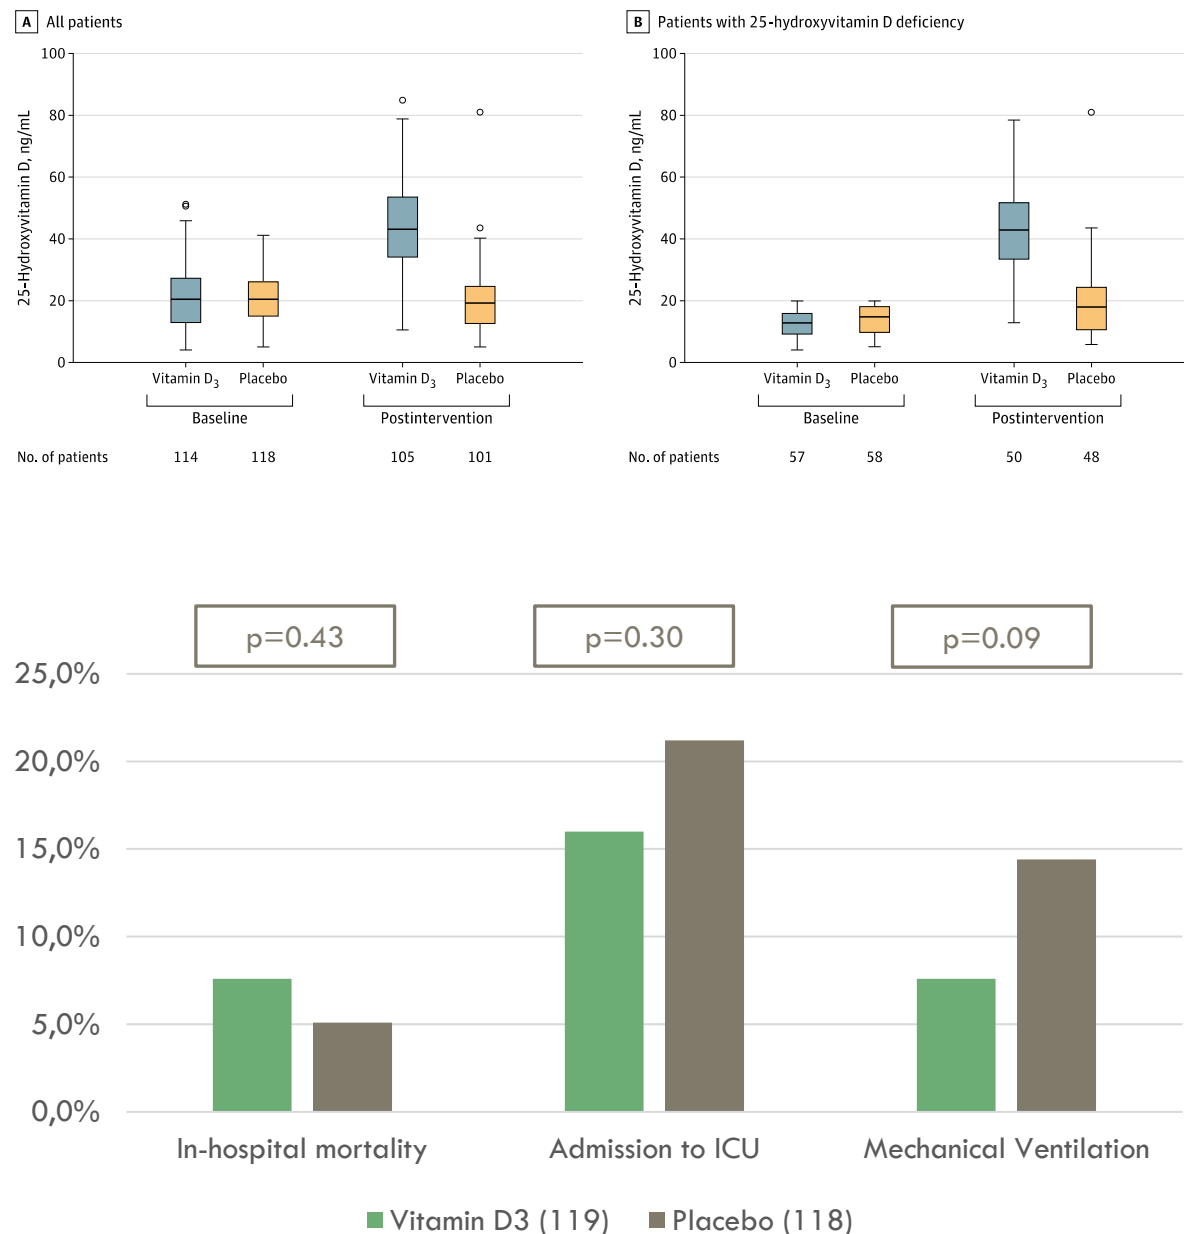 A All patients
25-Hydroxyvitamin D, ng/mL
100
80
60
40
20
0
Vitamin D3 Placebo Vitamin D3 Placebo
Baseline Postintervention
No. of patients 114 118 105 101
B Patients with 25-hydroxyvitamin D deficiency
25-Hydroxyvitamin D, ng/mL
100
80
60
40
20
0
Vitamin D3 Placebo Vitamin D3 Placebo
Baseline Postintervention
No. of patients 57 58 50 48
p=0.43 p=0.30 p=0.09
25,0%
20,0%
15,0%
10,0%
5,0%
0,0%
In-hospital mortality Admission to ICU Mechanical Ventilation
Vitamin D3 (119) Placebo (118)